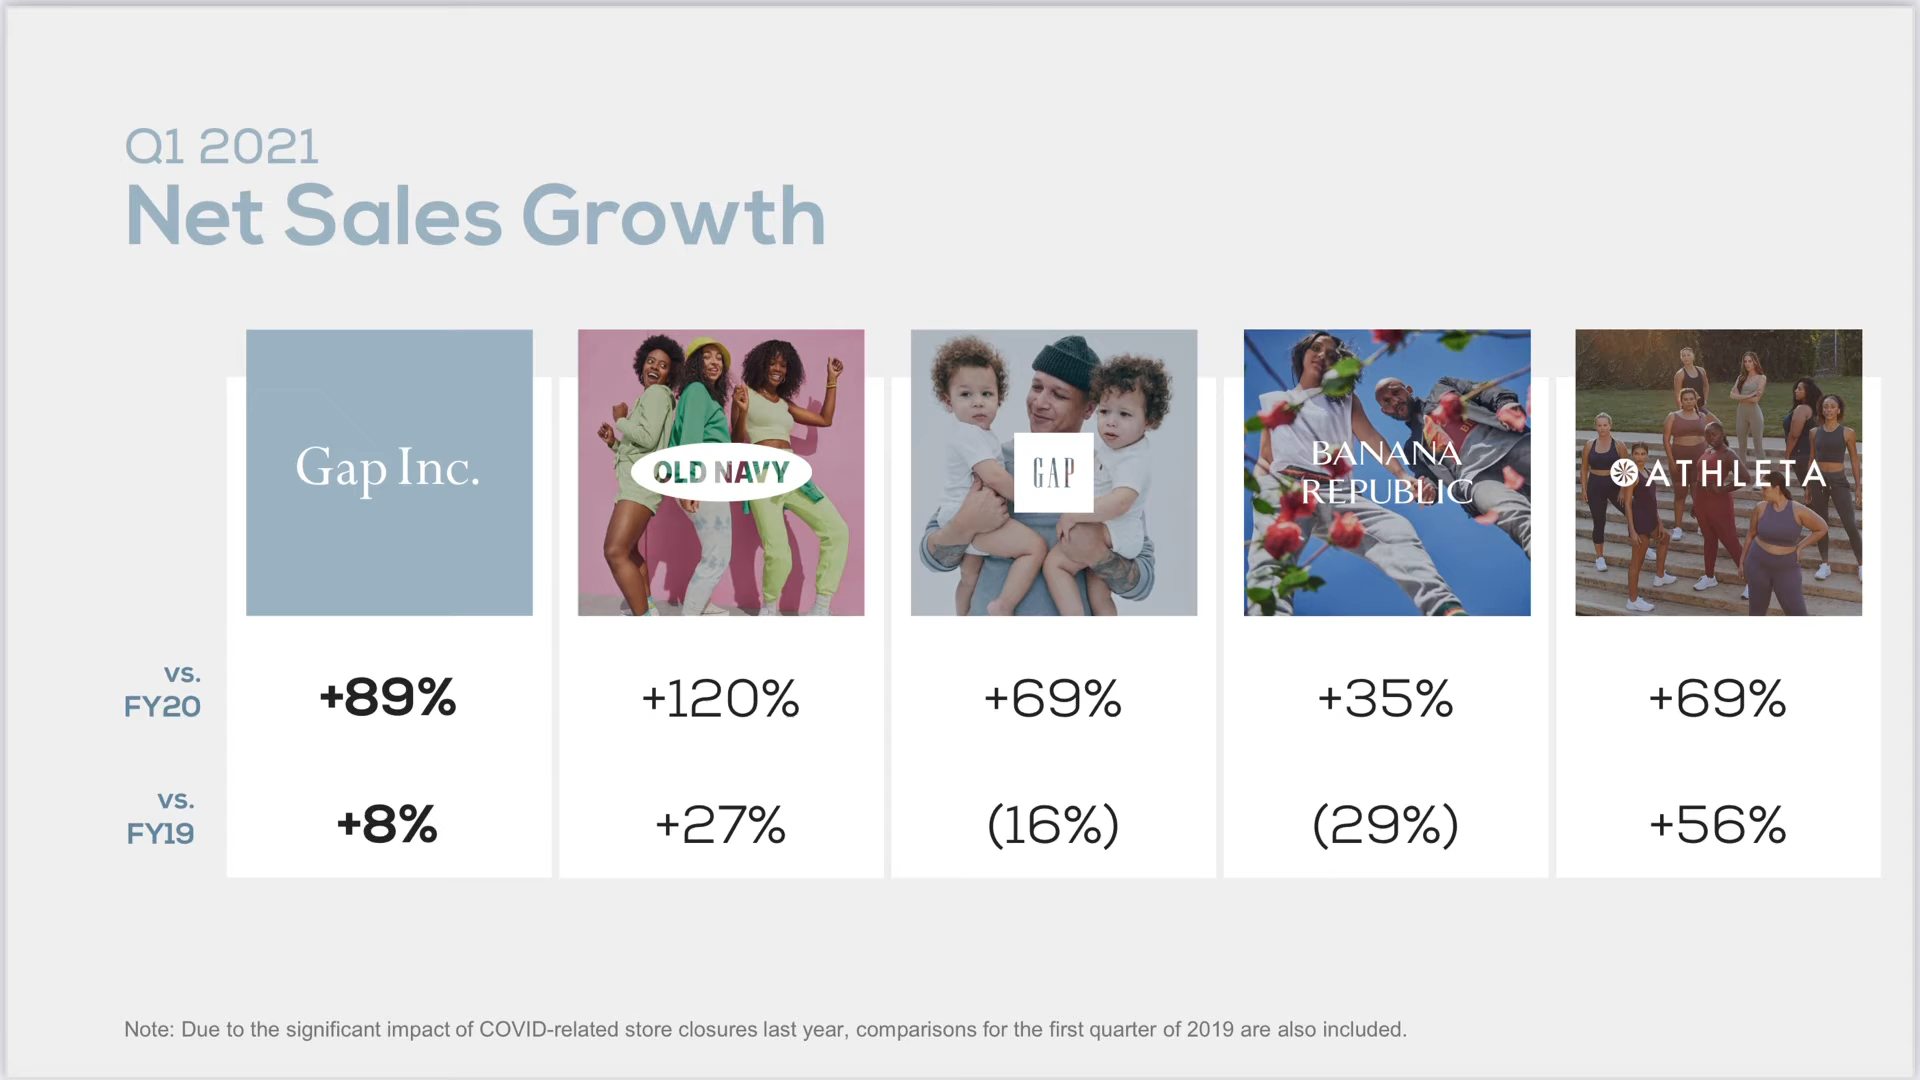 Q1 2021
Net Sales Growth
Gap Inc.
OLD NAVY
GAP
BANANA
REPUBLIC
ATHLETA
vs.
FY20
+89%
+120%
+69%
+35%
+69%
vs.
FY19
+8%
+27%
(16%)
(29%)
+56%
Note: Due to the significant impact of COVID-related store closures last year, comparisons for the first quarter of 2019 are also included.